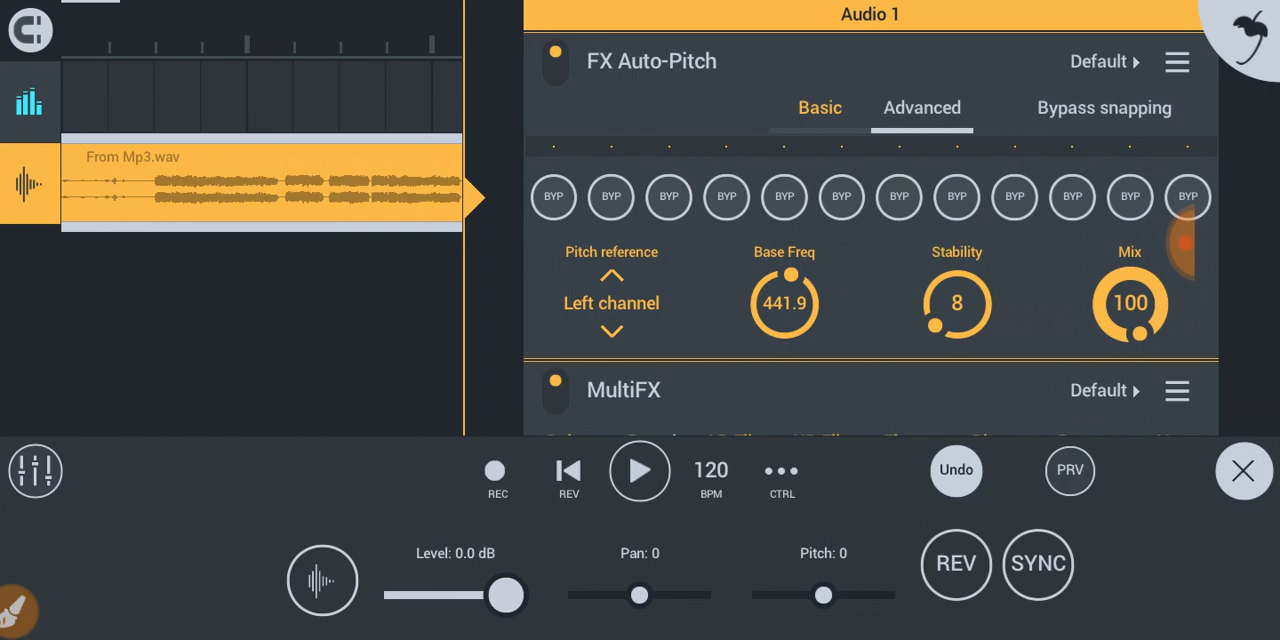 Audio 1
FX Auto-Pitch
Default
Basic
Advanced
Bypass snapping
From Mp3.wav
BYP BYP BYP BYP BYP BYP BYP BYP BYP BYP BYP BYP
Pitch reference
Base Freq
Stability
Mix
Left channel
441.9
8
100
MultiFX
Default
REC
REV
120
BPM
CTRL
Undo
PRV
Level: 0.0 dB
Pan: 0
Pitch: 0
REV
SYNC